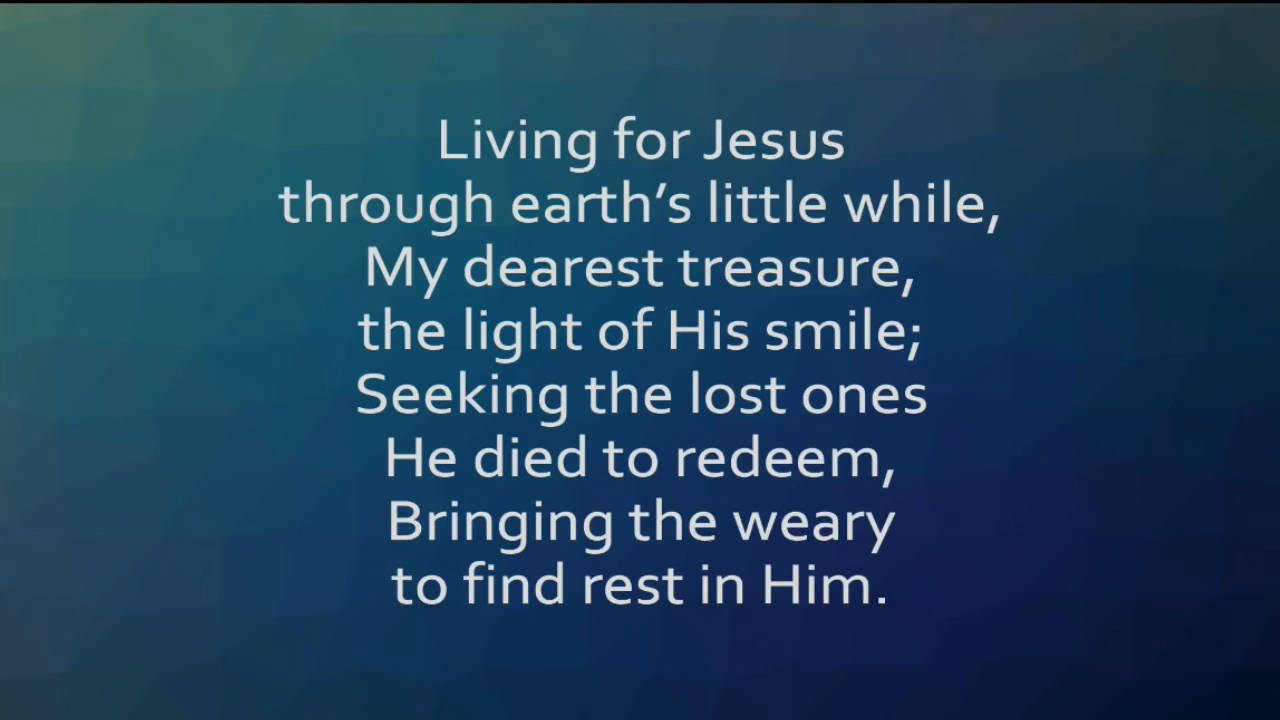 Living for Jesus
through earth’s little while,
My dearest treasure,
the light of His smile;
Seeking the lost ones
He died to redeem,
Bringing the weary
to find rest in Him.